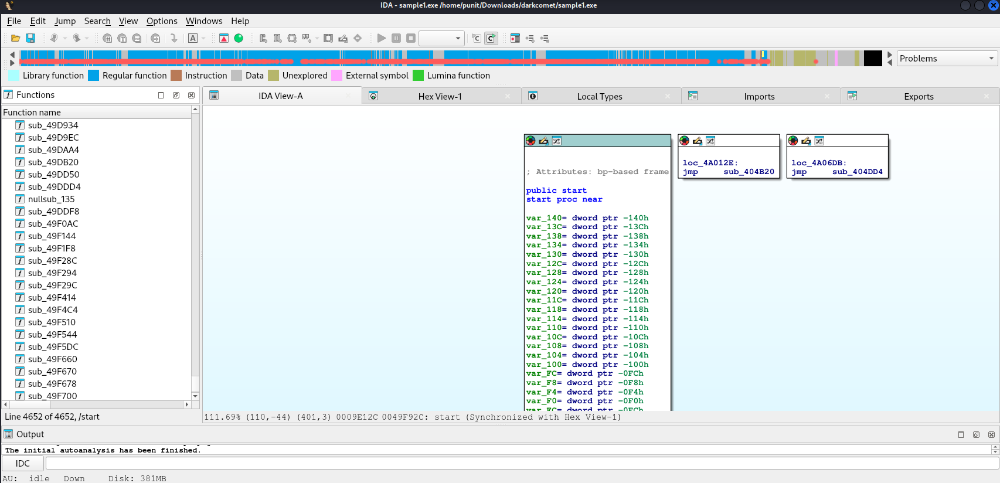 IDA - sample1.exe /home/punit/Downloads/darkcomet/sample1.exe
File Edit Jump Search View Options Windows Help
Problems
Library function Regular function Instruction Data Unexplored External symbol Lumina function
Functions
IDA View-A
Hex View-1
Local Types
Imports
Exports
Function name
sub_49D934
sub_49D9EC
sub_49DAA4
sub_49DB20
sub_49DD50
sub_49DDD4
nullsub_135
sub_49DDF8
sub_49F0AC
sub_49F144
sub_49F1F8
sub_49F28C
sub_49F294
sub_49F29C
sub_49F414
sub_49F4C4
sub_49F510
sub_49F544
sub_49F5DC
sub_49F660
sub_49F670
sub_49F678
sub_49F700
Line 4652 of 4652, /start
; Attributes: bp-based frame
public start
start proc near
var_140= dword ptr -140h
var_13C= dword ptr -13Ch
var_138= dword ptr -138h
var_134= dword ptr -134h
var_130= dword ptr -130h
var_12C= dword ptr -12Ch
var_128= dword ptr -128h
var_124= dword ptr -124h
var_120= dword ptr -120h
var_11C= dword ptr -11Ch
var_118= dword ptr -118h
var_114= dword ptr -114h
var_110= dword ptr -110h
var_10C= dword ptr -10Ch
var_108= dword ptr -108h
var_104= dword ptr -104h
var_100= dword ptr -100h
var_FC= dword ptr -0FCh
var_F8= dword ptr -0F8h
var_F4= dword ptr -0F4h
var_F0= dword ptr -0F0h
var_EC= dword ptr -0ECh
loc_4A012E:
jmp sub_404B20
loc_4A06DB:
jmp sub_404DD4
111.69% (110,-44) (401,3) 0009E12C 0049F92C: start (Synchronized with Hex View-1)
Output
The initial autoanalysis has been finished.
IDC
AU: idle Down Disk: 381MB